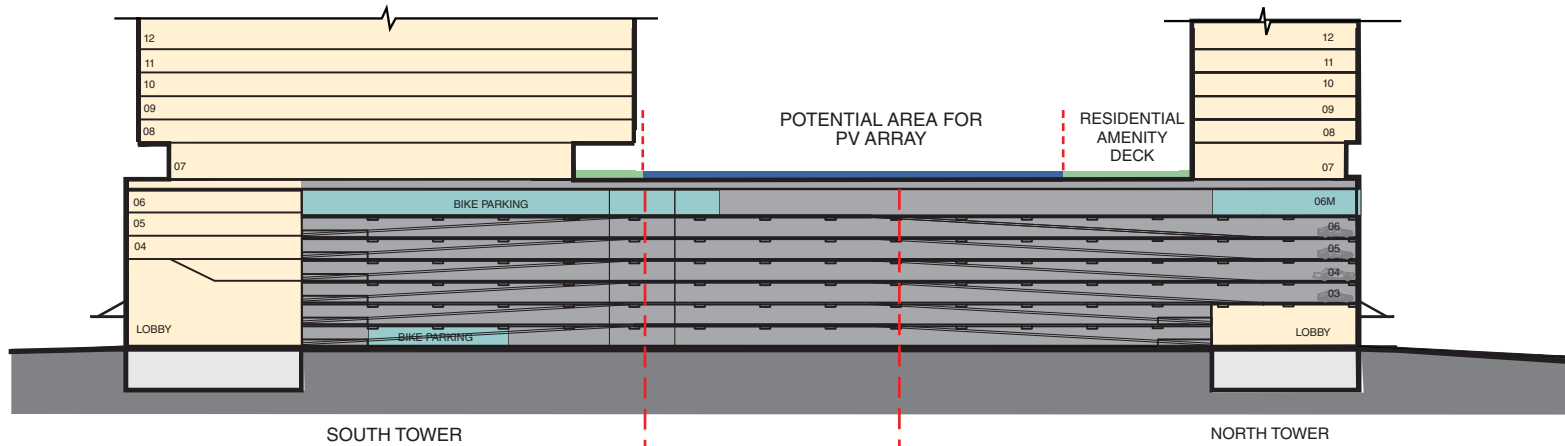 12
12
11
11
10
10
09
09
08
08
POTENTIAL AREA FOR
PV ARRAY
RESIDENTIAL
AMENITY
DECK
07
07
06
BIKE PARKING
06M
05
06
04
05
04
03
LOBBY
BIKE PARKING
LOBBY
SOUTH TOWER
NORTH TOWER